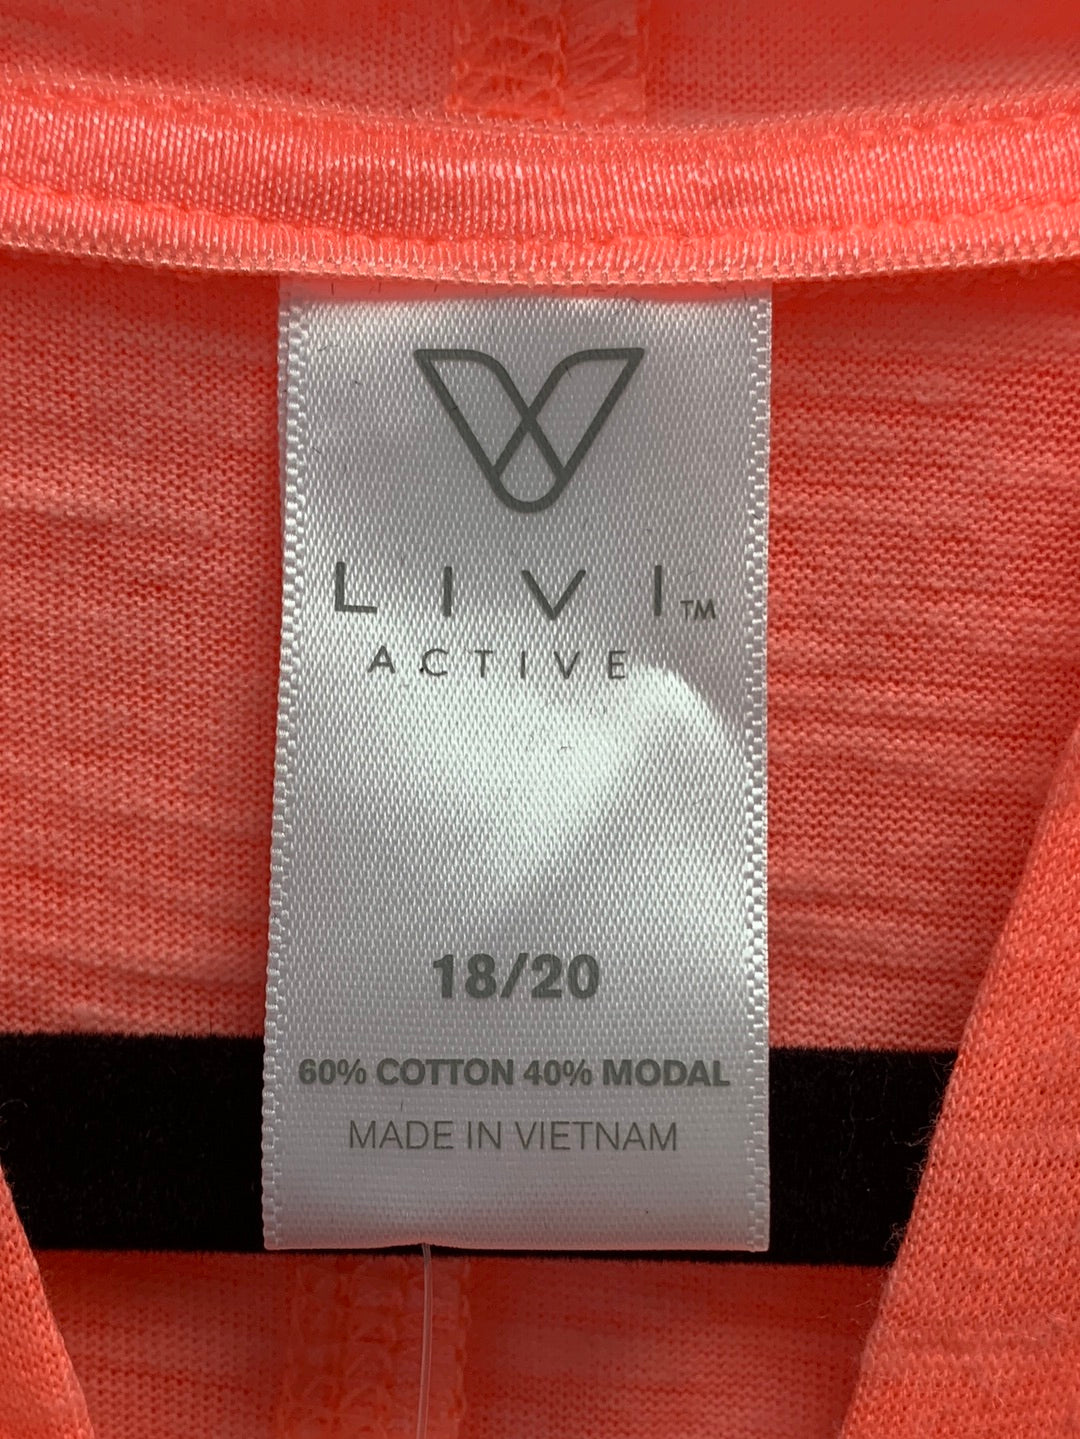 LIVI™
ACTIVE
18/20
60% COTTON 40% MODAL
MADE IN VIETNAM